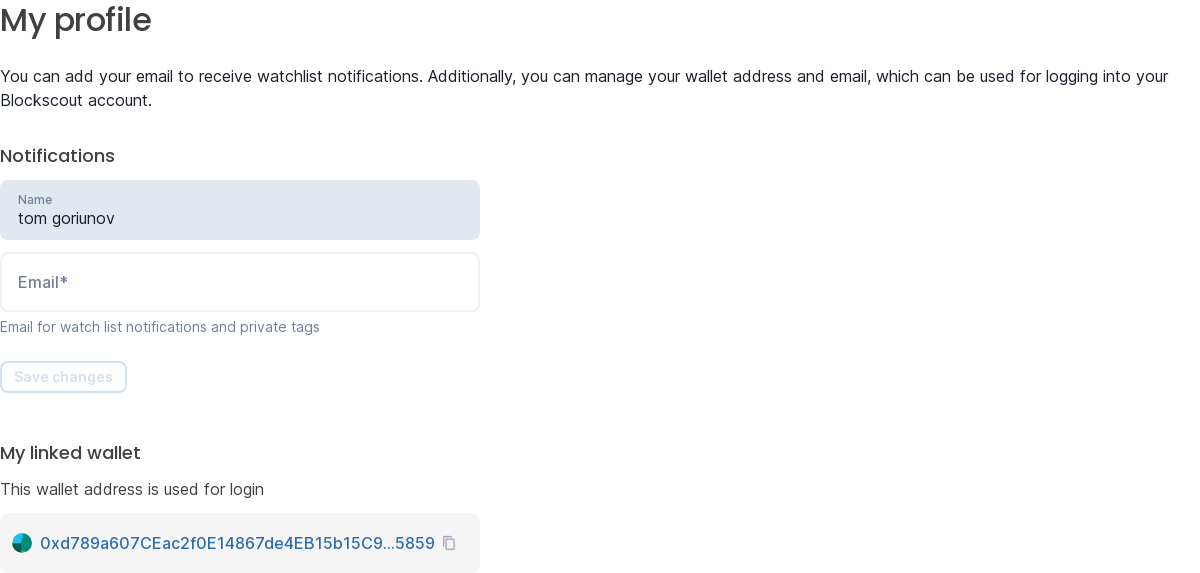 My profile
You can add your email to receive watchlist notifications. Additionally, you can manage your wallet address and email, which can be used for logging into your
Blockscout account.
Notifications
Name
tom goriunov
Email*
Email for watch list notifications and private tags
Save changes
My linked wallet
This wallet address is used for login
0xd789a607CEac2f0E14867de4EB15b15C9...5859